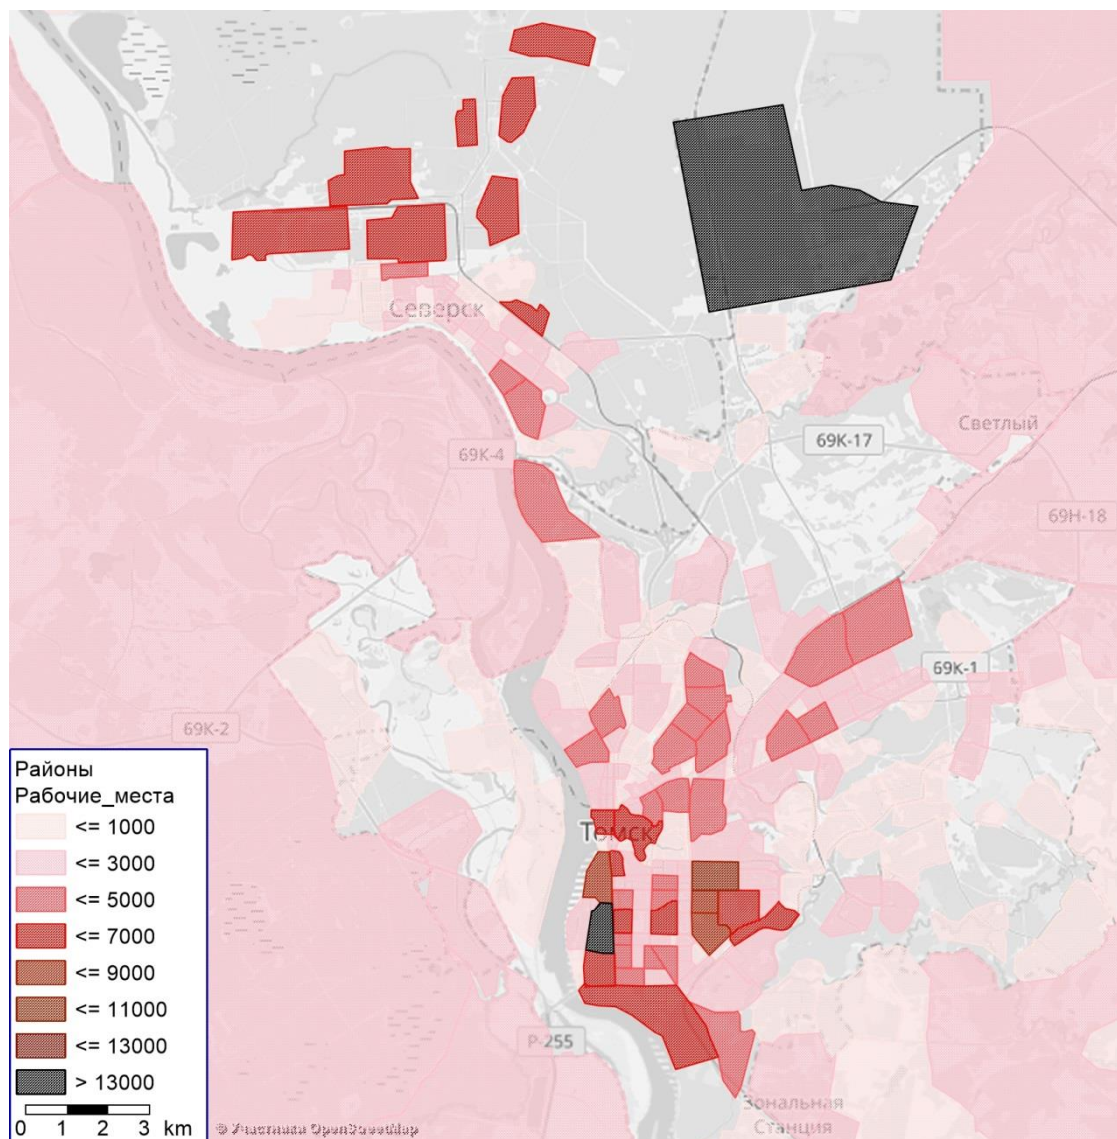 Северск
Светлый
69К-17
69К-4
69Н-18
69К-1
69К-2
Томск
Р-255
Зональная
Станция
Районы
Рабочие_места
<= 1000
<= 3000
<= 5000
<= 7000
<= 9000
<= 11000
<= 13000
> 13000
0 1 2 3 km
© Участники OpenStreetMap